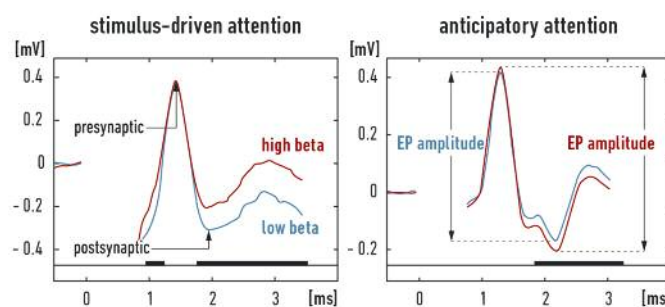 stimulus-driven attention
[mV]
0.4
0.2
0
- 0.2
- 0.4
presynaptic
postsynaptic
high beta
low beta
0
1
2
3
[ms]
anticipatory attention
[mV]
0.4
0.2
0
- 0.2
EP amplitude
EP amplitude
0
1
2
3
[ms]